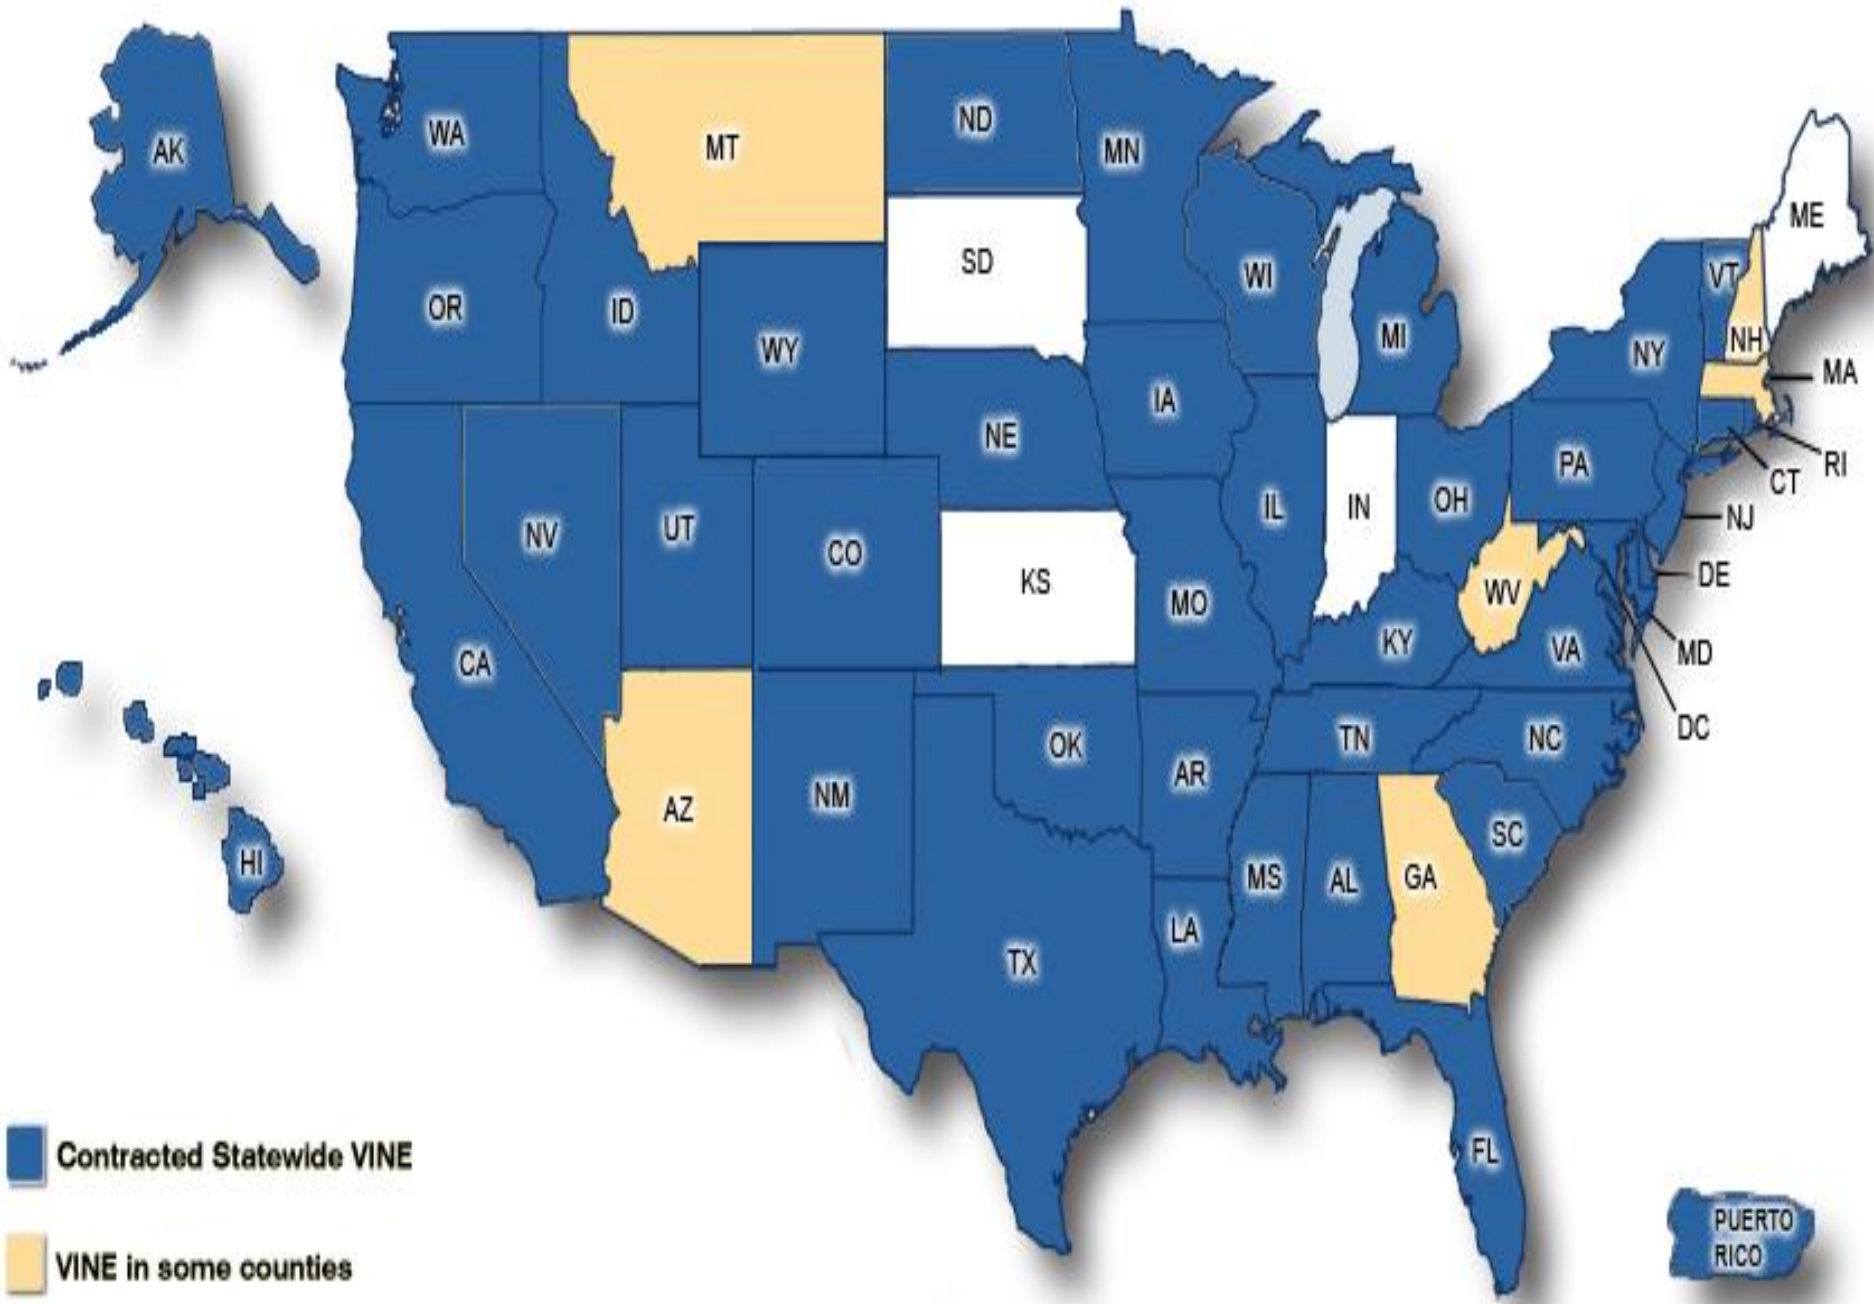 AK
WA
MT
ND
MN
ME
SD
WI
VT
OR
ID
MI
NH
WY
NY
MA
IA
NE
PA
RI
CT
IL
IN
OH
NJ
NV
UT
CO
KS
DE
WV
MO
KY
VA
MD
CA
DC
OK
TN
NC
AR
NM
AZ
SC
HI
MS
AL
GA
LA
TX
FL
Contracted Statewide VINE
PUERTO
RICO
VINE in some counties